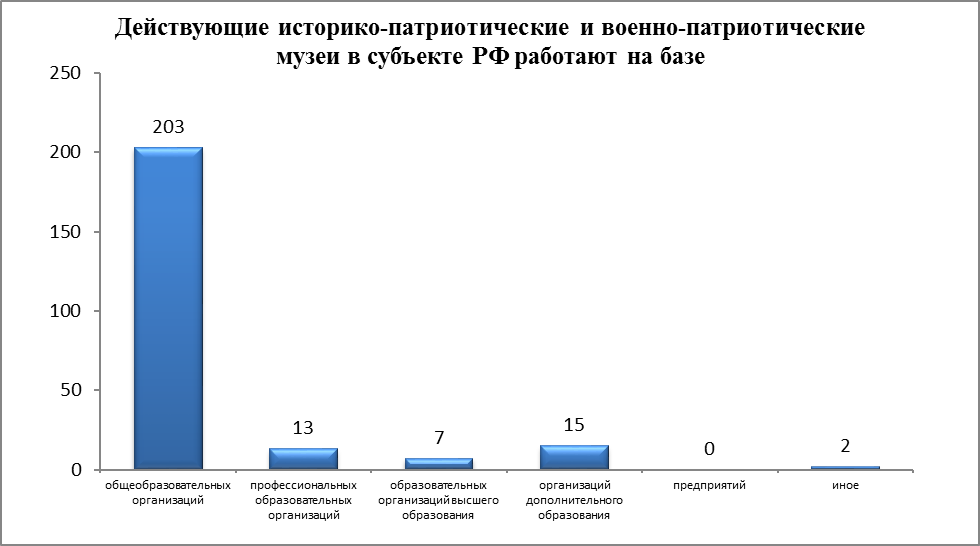 Действующие историко-патриотические и военно-патриотические
музеи в субъекте РФ работают на базе
250
200
150
100
50
0
203
13
7
15
0
2
общеобразовательных
организаций
профессиональных
образовательных
организаций
образовательных
организаций высшего
образования
организаций
дополнительного
образования
предприятий
иное